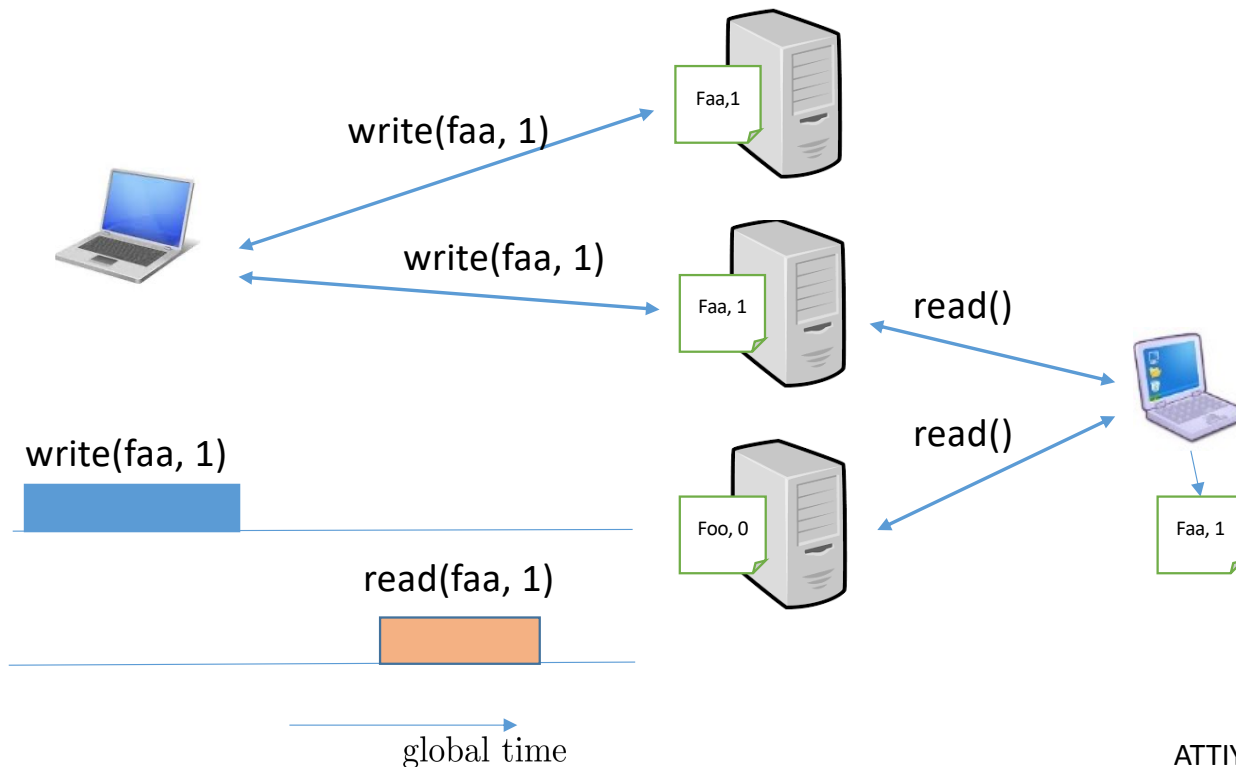 Faa,1
write(faa, 1)
write(faa, 1)
Faa, 1
read()
read()
write(faa, 1)
Foo, 0
Faa, 1
read(faa, 1)
global time
ATTIY